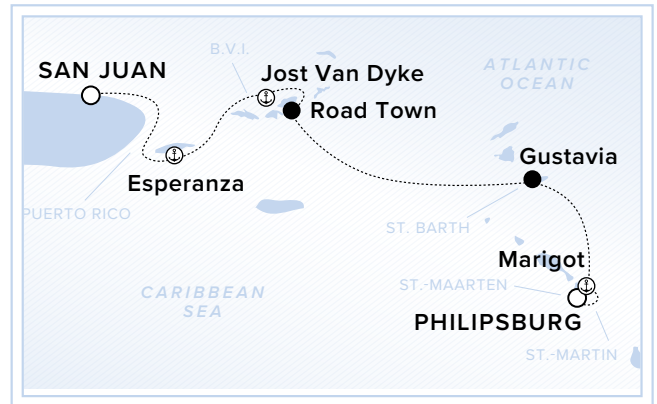 B.V.I.
SAN JUAN
Jost Van Dyke
ATLANTIC
OCEAN
Road Town
Gustavia
Esperanza
PUERTO RICO
ST. BARTH
Marigot
ST.-MAARTEN
CARIBBEAN
SEA
PHILIPSBURG
ST.-MARTIN